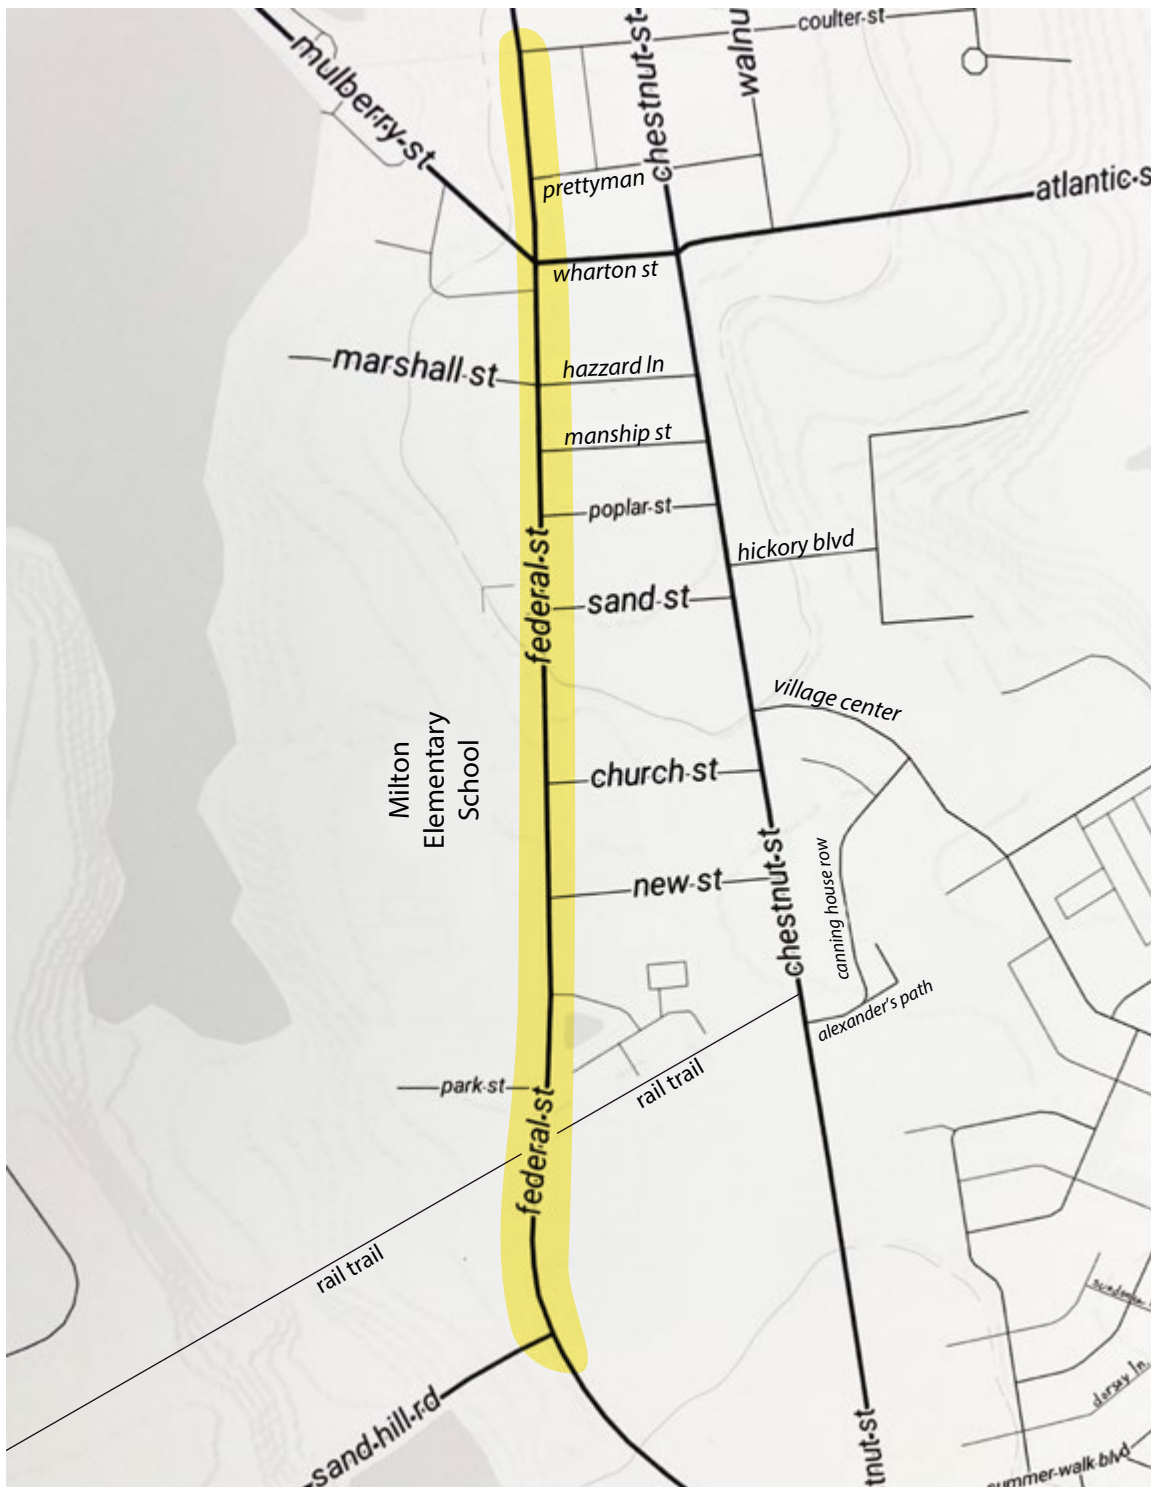 coulter-st
chestnut-st
walnu
mulberry-st
prettyman
atlantic-s
wharton st
marshall-st
hazzard ln
manship st
poplar-st
hickory blvd
federal-st
sand-st
village center
Milton
Elementary
School
church-st
new-st
chestnut-st
canning house row
alexander's path
park-st
rail trail
federal-st
rail trail
sand-hill-rd
dorsey ln.
tnut-st
summer-walk-blvd